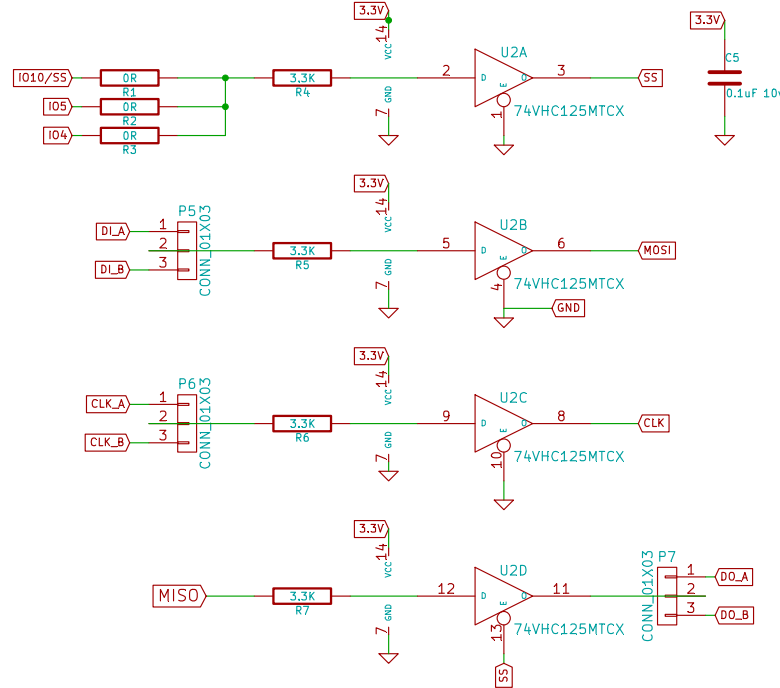 3.3V
14
VCC
U2A
3.3V
C5
0.1uF 10v
IO10/SS
0R
R1
3.3K
R4
2
D
O
E
3
SS
IO5
0R
R2
GND
7
1
74VHC125MTCX
IO4
0R
R3
3.3V
14
VCC
P5
CONN_01X03
U2B
DI_A
1
2
3.3K
R5
5
D
O
E
6
MOSI
DI_B
3
GND
7
4
74VHC125MTCX
GND
3.3V
14
VCC
P6
CONN_01X03
U2C
CLK_A
1
2
3.3K
R6
9
D
O
E
8
CLK
CLK_B
3
GND
7
10
74VHC125MTCX
3.3V
14
VCC
U2D
P7
CONN_01X03
MISO
3.3K
R7
12
D
O
E
11
1
DO_A
2
3
DO_B
GND
7
13
74VHC125MTCX
SS